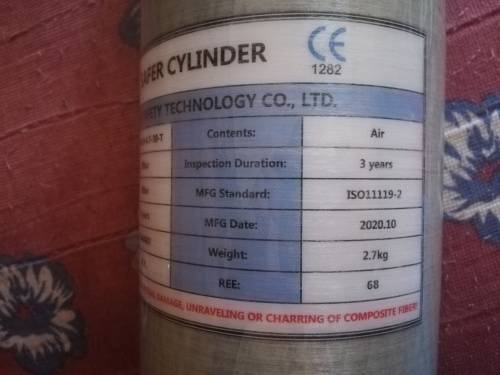 CYLINDER CE
1282
TECHNOLOGY CO., LTD.
Contents: Air
Inspection Duration: 3 years
MFG Standard: ISO11119-2
MFG Date: 2020.10
Weight: 2.7kg
REE: 68
DAMAGE, UNRAVELING OR CHARRING OF COMPOSITE FIBER!